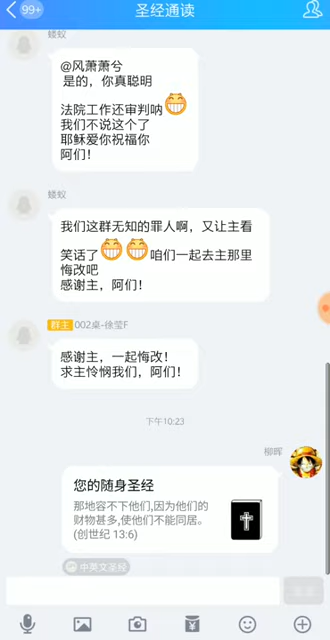 99+
圣经通读
蝼蚁
@风萧萧兮
是的，你真聪明
法院工作还审判呐
我们不说这个了
耶稣爱你祝福你
阿们！
蝼蚁
我们这群无知的罪人啊，又让主看
笑话了 咱们一起去主那里
悔改吧
感谢主，阿们！
群主 002桌-徐莹F
感谢主，一起悔改！
求主怜悯我们，阿们！
下午10:23
柳晖
您的随身圣经
那地容不下他们,因为他们的
财物甚多,使他们不能同居。
(创世纪 13:6)
中英文圣经